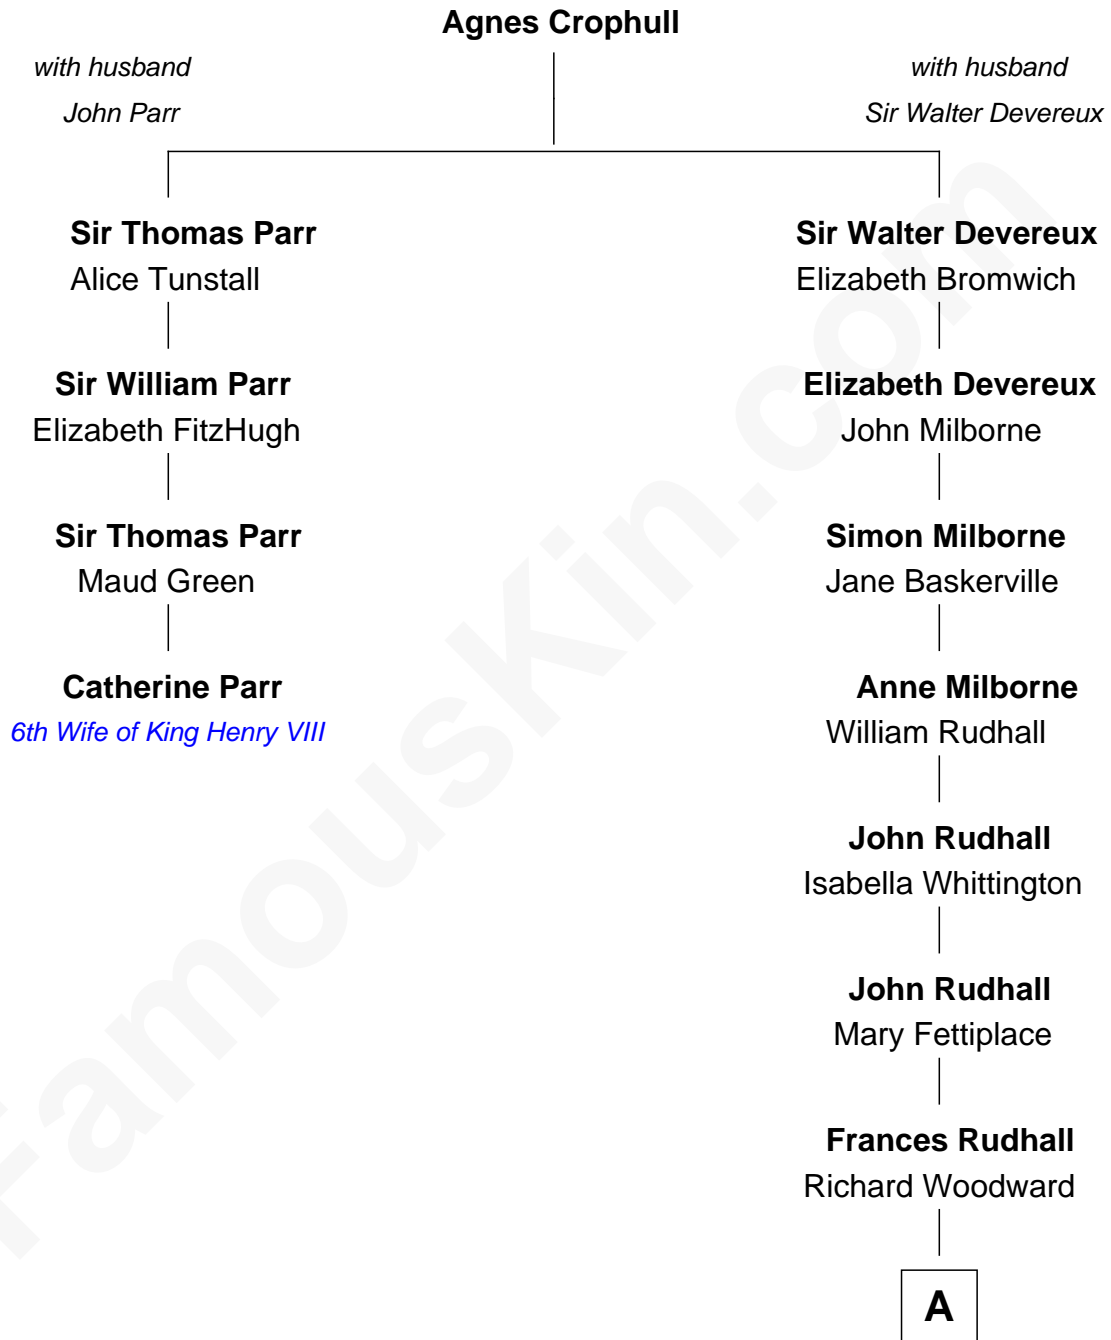 Agnes Crophull
with husband
John Parr
with husband
Sir Walter Devereux
Sir Thomas Parr
Alice Tunstall
Sir William Parr
Elizabeth FitzHugh
Sir Thomas Parr
Maud Green
Catherine Parr
6th Wife of King Henry VIII
Sir Walter Devereux
Elizabeth Bromwich
Elizabeth Devereux
John Milborne
Simon Milborne
Jane Baskerville
Anne Milborne
William Rudhall
John Rudhall
Isabella Whittington
John Rudhall
Mary Fettiplace
Frances Rudhall
Richard Woodward
A
FamousKin.com